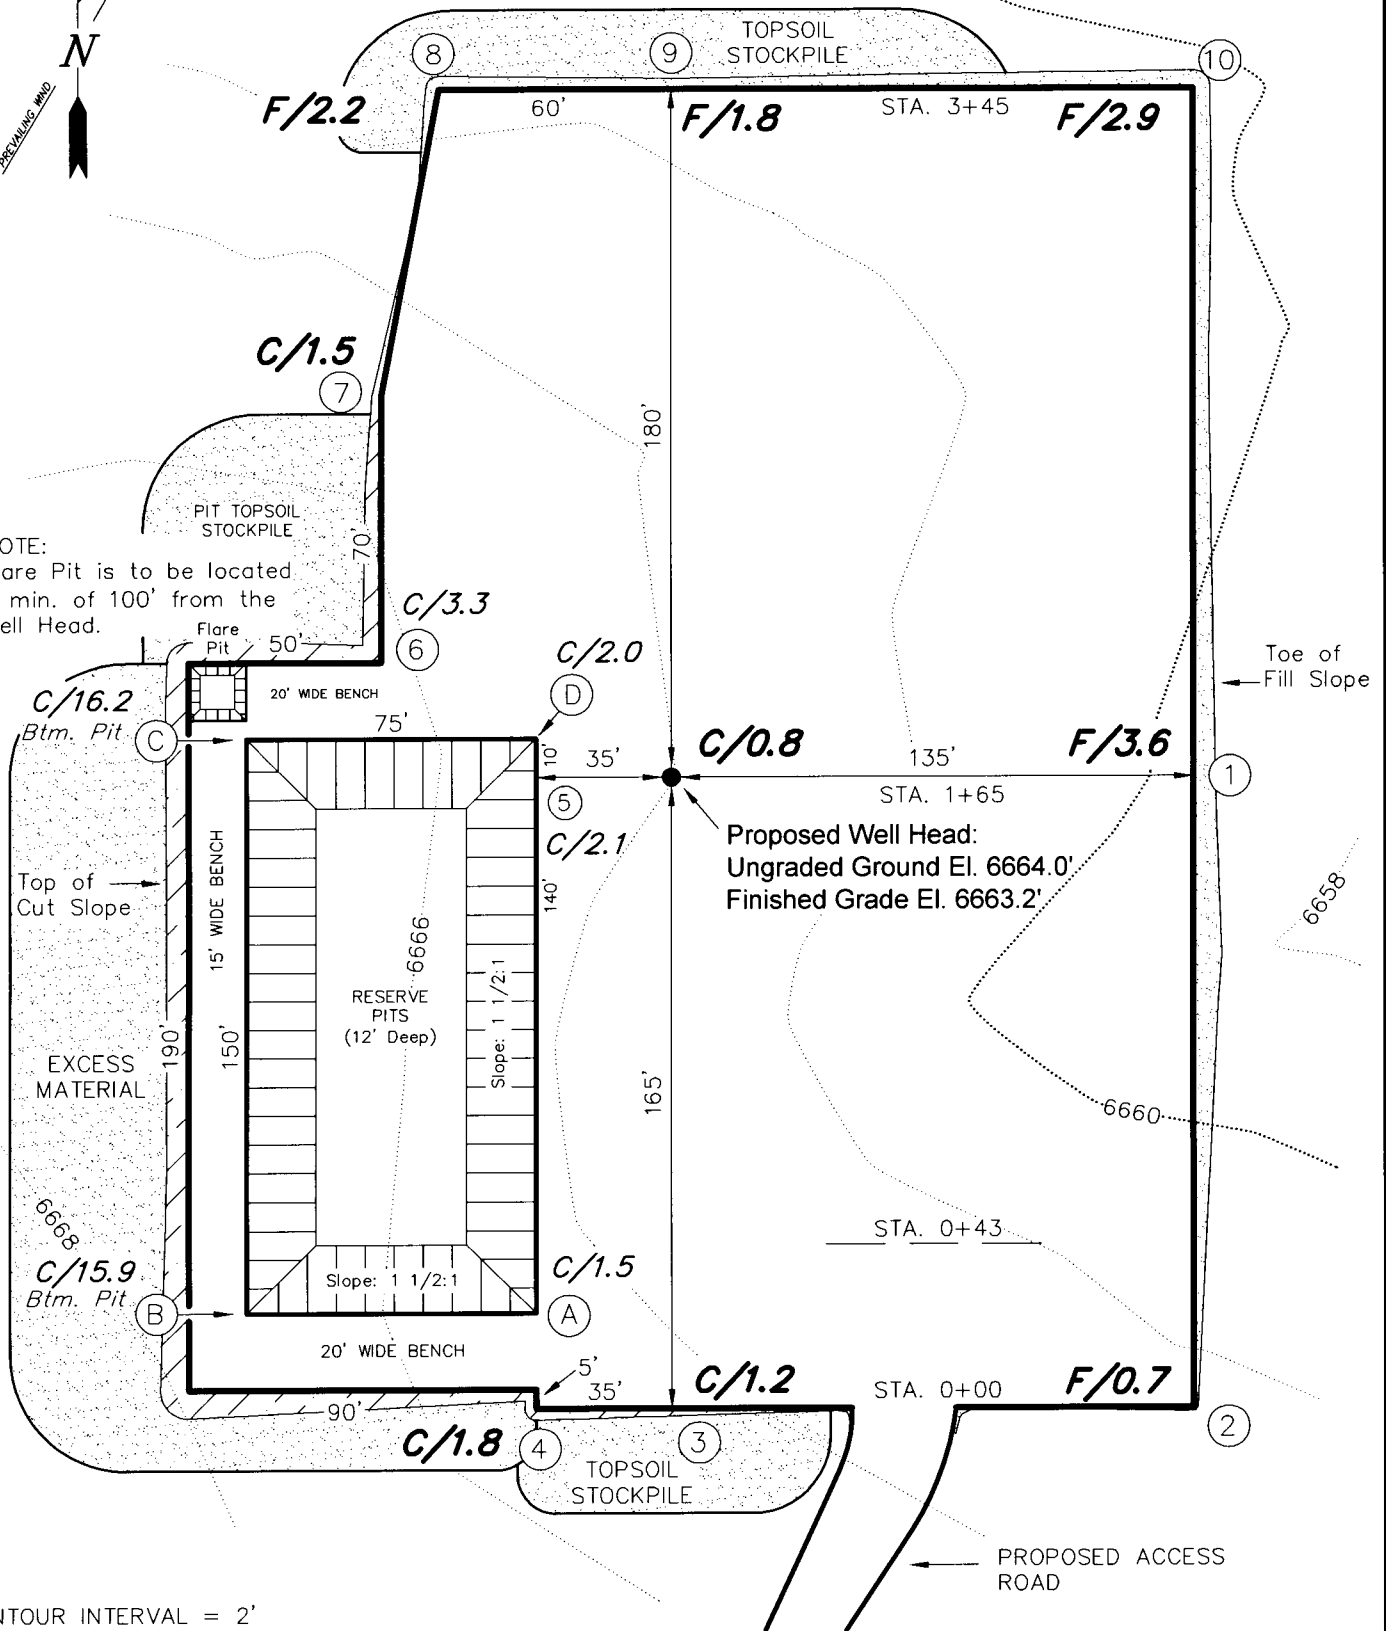 N
PREVAILING WIND
TOPSOIL
STOCKPILE
8
9
10
F/2.2
60'
F/1.8
STA. 3+45
F/2.9
C/1.5
7
180'
PIT TOPSOIL
STOCKPILE
70'
OTE:
are Pit is to be located
min. of 100' from the
ell Head.
Flare
Pit
50'
C/3.3
6
C/2.0
D
Toe of
Fill Slope
C/16.2
Btm. Pit
C
20' WIDE BENCH
75'
10'
35'
C/0.8
135'
F/3.6
1
STA. 1+65
5
C/2.1
Proposed Well Head:
Ungraded Ground El. 6664.0'
Finished Grade El. 6663.2'
Top of
Cut Slope
15' WIDE BENCH
140'
6658
6666
RESERVE
PITS
(12' Deep)
Slope: 1 1/2:1
190'
150'
EXCESS
MATERIAL
165'
6660
6668
STA. 0+43
C/15.9
Btm. Pit
B
Slope: 1 1/2:1
C/1.5
A
20' WIDE BENCH
5'
35'
C/1.2
STA. 0+00
F/0.7
90'
C/1.8
4
3
2
TOPSOIL
STOCKPILE
PROPOSED ACCESS
ROAD
NTOUR INTERVAL = 2'